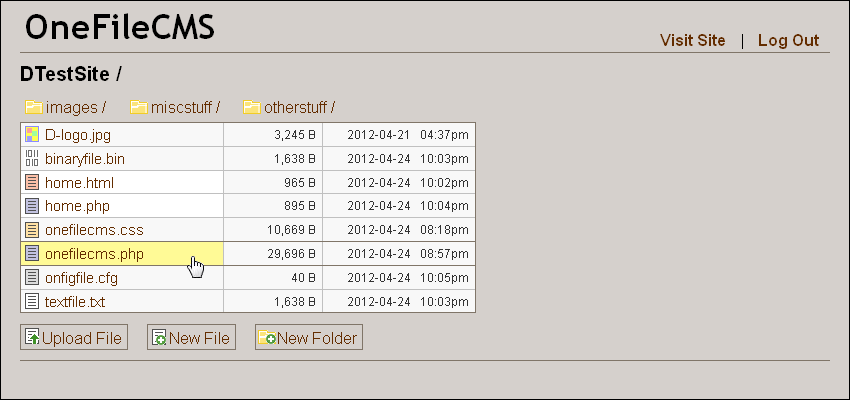 OneFileCMS
Visit Site | Log Out
DTestSite /
images / miscstuff / otherstuff /
D-logo.jpg 3,245 B 2012-04-21 04:37pm
binaryfile.bin 1,638 B 2012-04-24 10:03pm
home.html 965 B 2012-04-24 10:02pm
home.php 895 B 2012-04-24 10:04pm
onefilecms.css 10,669 B 2012-04-24 08:18pm
onefilecms.php 29,696 B 2012-04-24 08:57pm
onfigfile.cfg 40 B 2012-04-24 10:05pm
textfile.txt 1,638 B 2012-04-24 10:03pm
Upload File New File New Folder